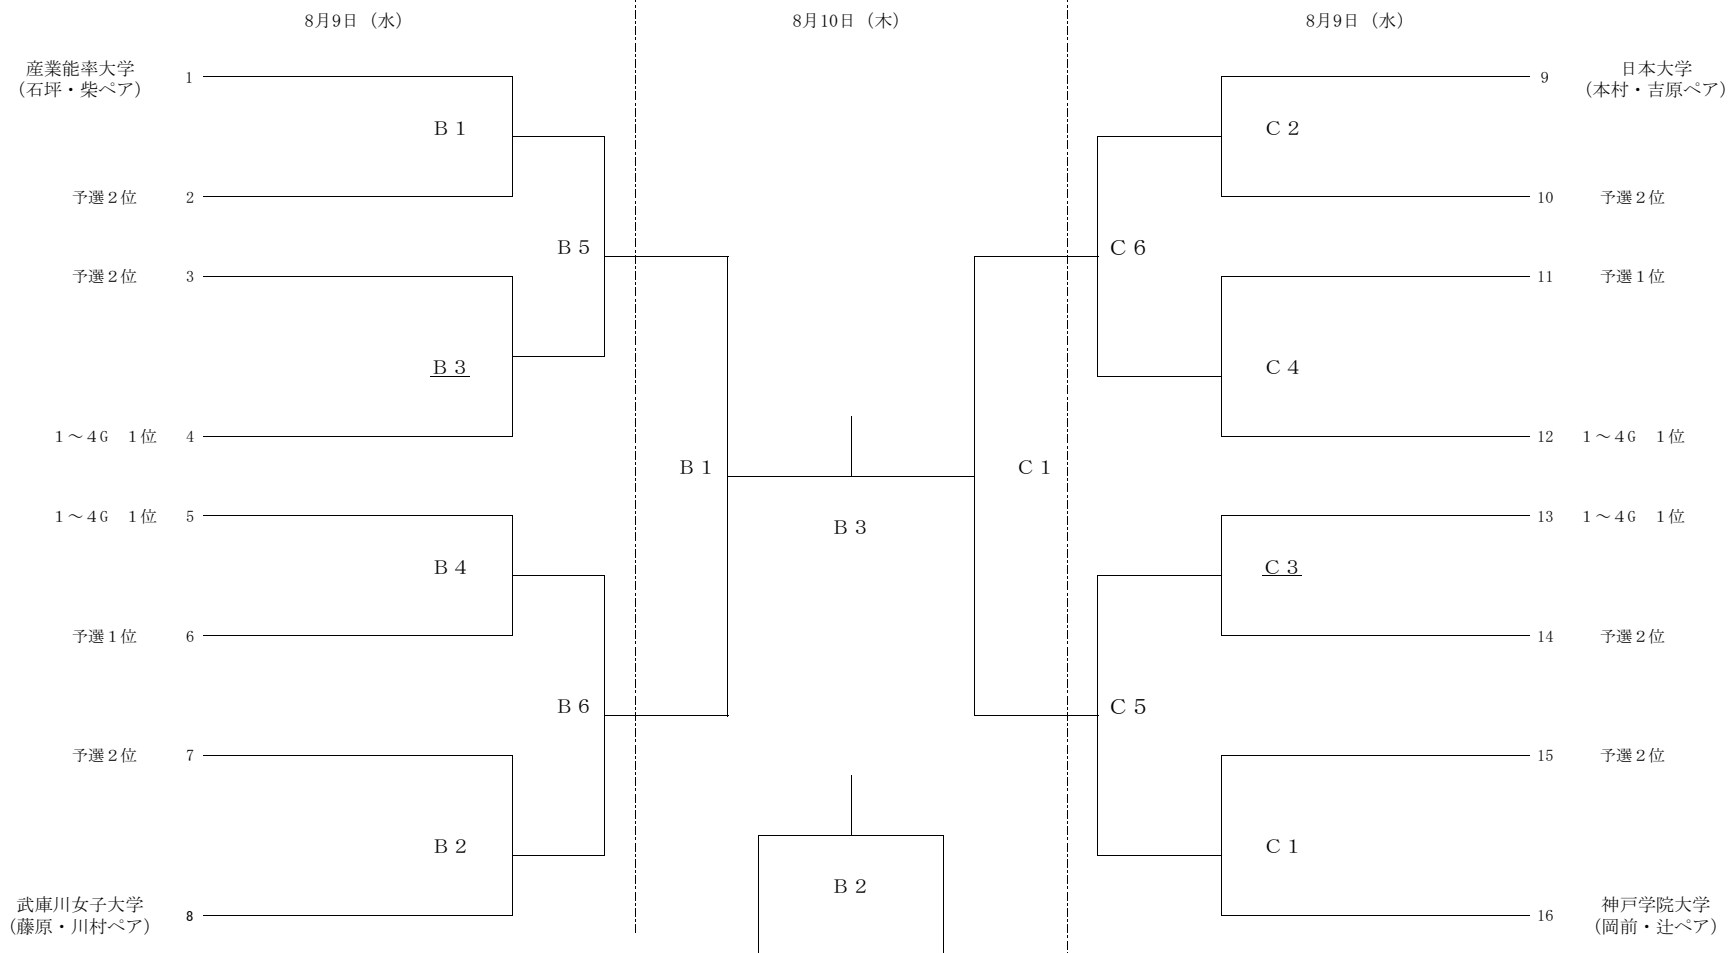 8月9日（水）
8月10日（木）
8月9日（水）
産業能率大学
（石坪・柴ペア）
1
B１
予選２位
2
B５
予選２位
3
B３
１～４G　１位
4
１～４G　１位
5
B４
予選１位
6
B６
予選２位
7
B２
武庫川女子大学
（藤原・川村ペア）
8
B１
B３
B２
C１
9
日本大学
（本村・吉原ペア）
C２
10
予選２位
C６
11
予選１位
C４
12
１～４G　１位
13
１～４G　１位
C３
14
予選２位
C５
15
予選２位
C１
16
神戸学院大学
（岡前・辻ペア）